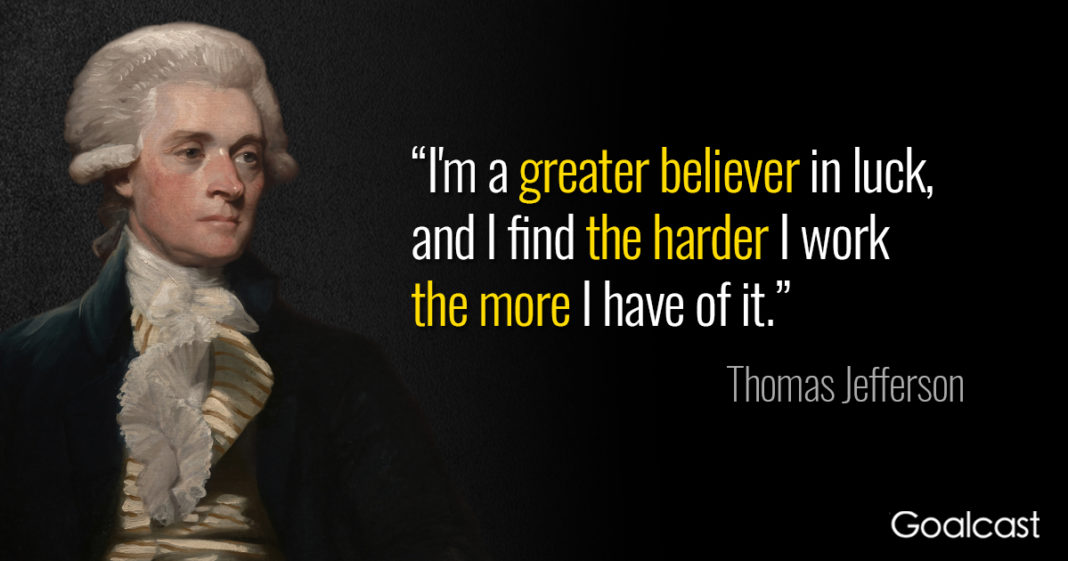 “I'm a greater believer in luck,
and I find the harder I work
the more I have of it.”
Thomas Jefferson
Goalcast